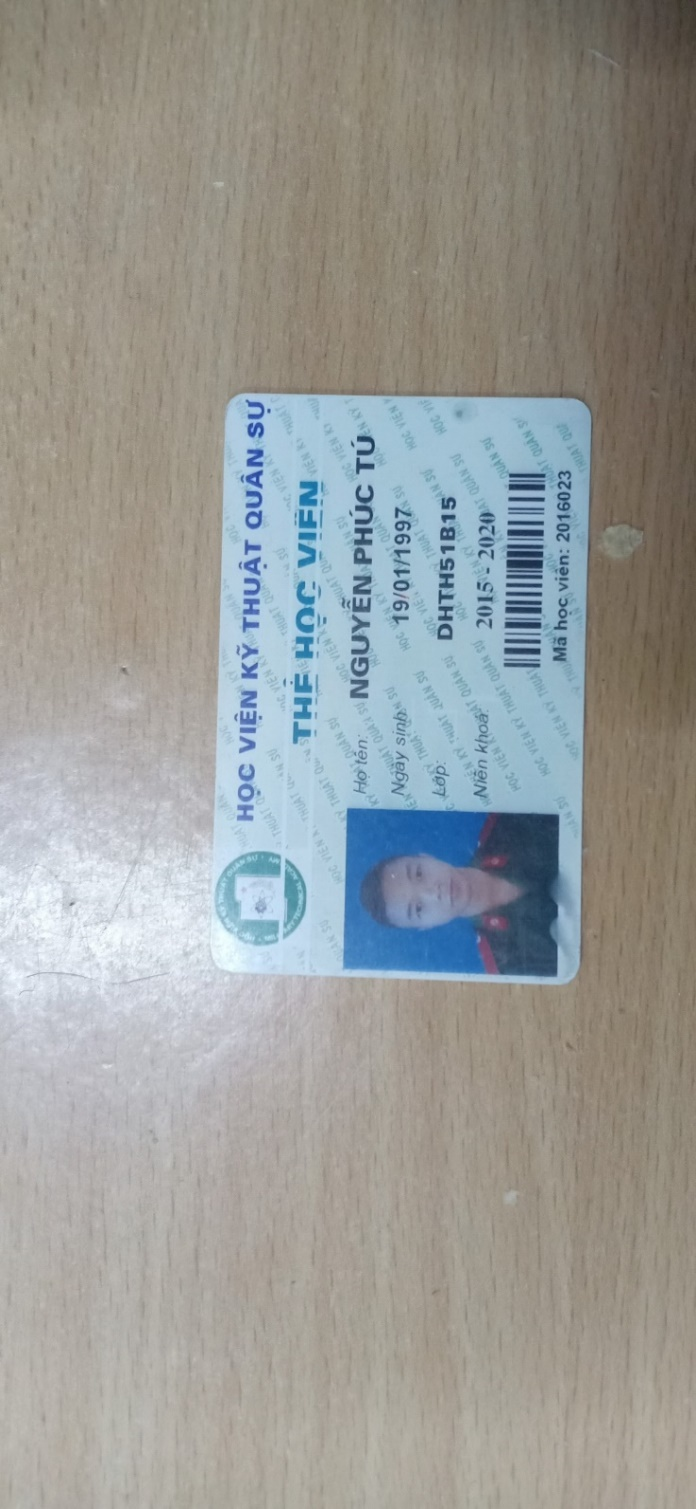 HỌC VIỆN KỸ THUẬT QUÂN SỰ
THẺ HỌC VIÊN
Họ tên: NGUYỄN PHÚC TÚ
Ngày sinh: 19/01/1997
Lớp: DHTH51B15
Niên khoá: 2015 - 2020
Mã học viên: 2016023